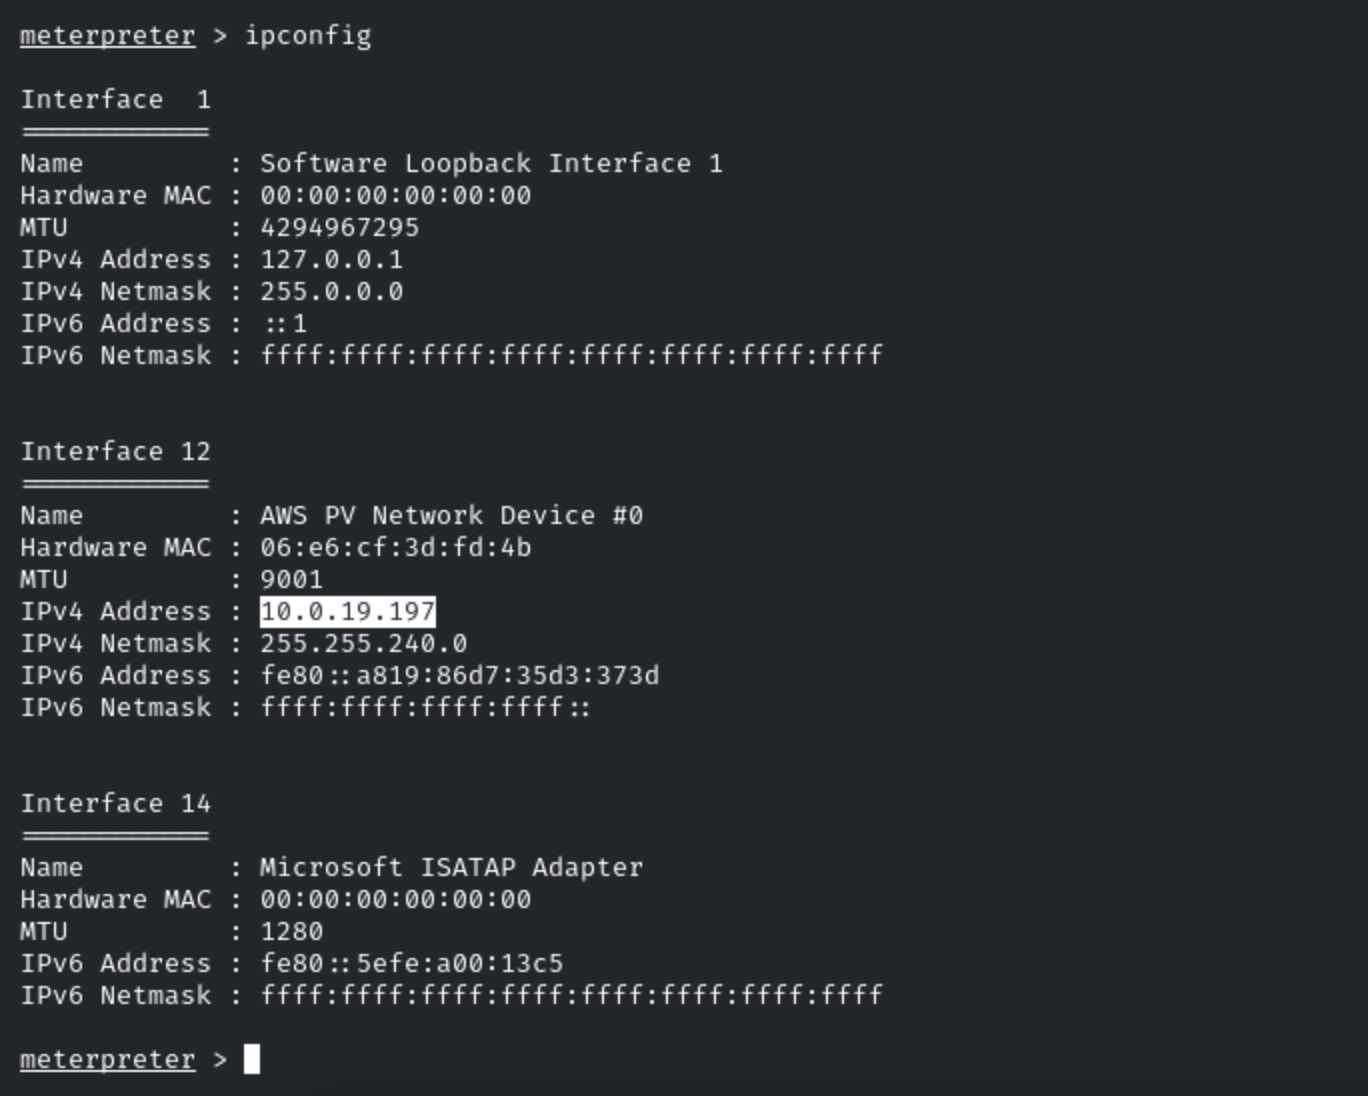 meterpreter > ipconfig
Interface  1
============
Name         : Software Loopback Interface 1
Hardware MAC : 00:00:00:00:00:00
MTU          : 4294967295
IPv4 Address : 127.0.0.1
IPv4 Netmask : 255.0.0.0
IPv6 Address : ::1
IPv6 Netmask : ffff:ffff:ffff:ffff:ffff:ffff:ffff:ffff
Interface 12
============
Name         : AWS PV Network Device #0
Hardware MAC : 06:e6:cf:3d:fd:4b
MTU          : 9001
IPv4 Address : 10.0.19.197
IPv4 Netmask : 255.255.240.0
IPv6 Address : fe80::a819:86d7:35d3:373d
IPv6 Netmask : ffff:ffff:ffff:ffff::
Interface 14
============
Name         : Microsoft ISATAP Adapter
Hardware MAC : 00:00:00:00:00:00
MTU          : 1280
IPv6 Address : fe80::5efe:a00:13c5
IPv6 Netmask : ffff:ffff:ffff:ffff:ffff:ffff:ffff:ffff
meterpreter >